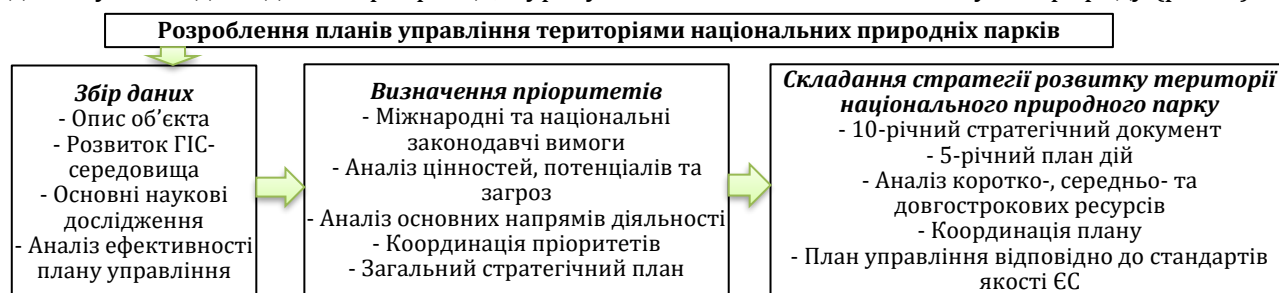 Розроблення планів управління територіями національних природніх парків
Збір даних
- Опис об’єкта
- Розвиток ГІС-
середовища
- Основні наукові
дослідження
- Аналіз ефективності
плану управління
Визначення пріоритетів
- Міжнародні та національні
законодавчі вимоги
- Аналіз цінностей, потенціалів та
загроз
- Аналіз основних напрямів діяльності
- Координація пріоритетів
- Загальний стратегічний план
Складання стратегії розвитку території
національного природного парку
- 10-річний стратегічний документ
- 5-річний план дій
- Аналіз коротко-, середньо- та
довгострокових ресурсів
- Координація плану
- План управління відповідно до стандартів
якості ЄС